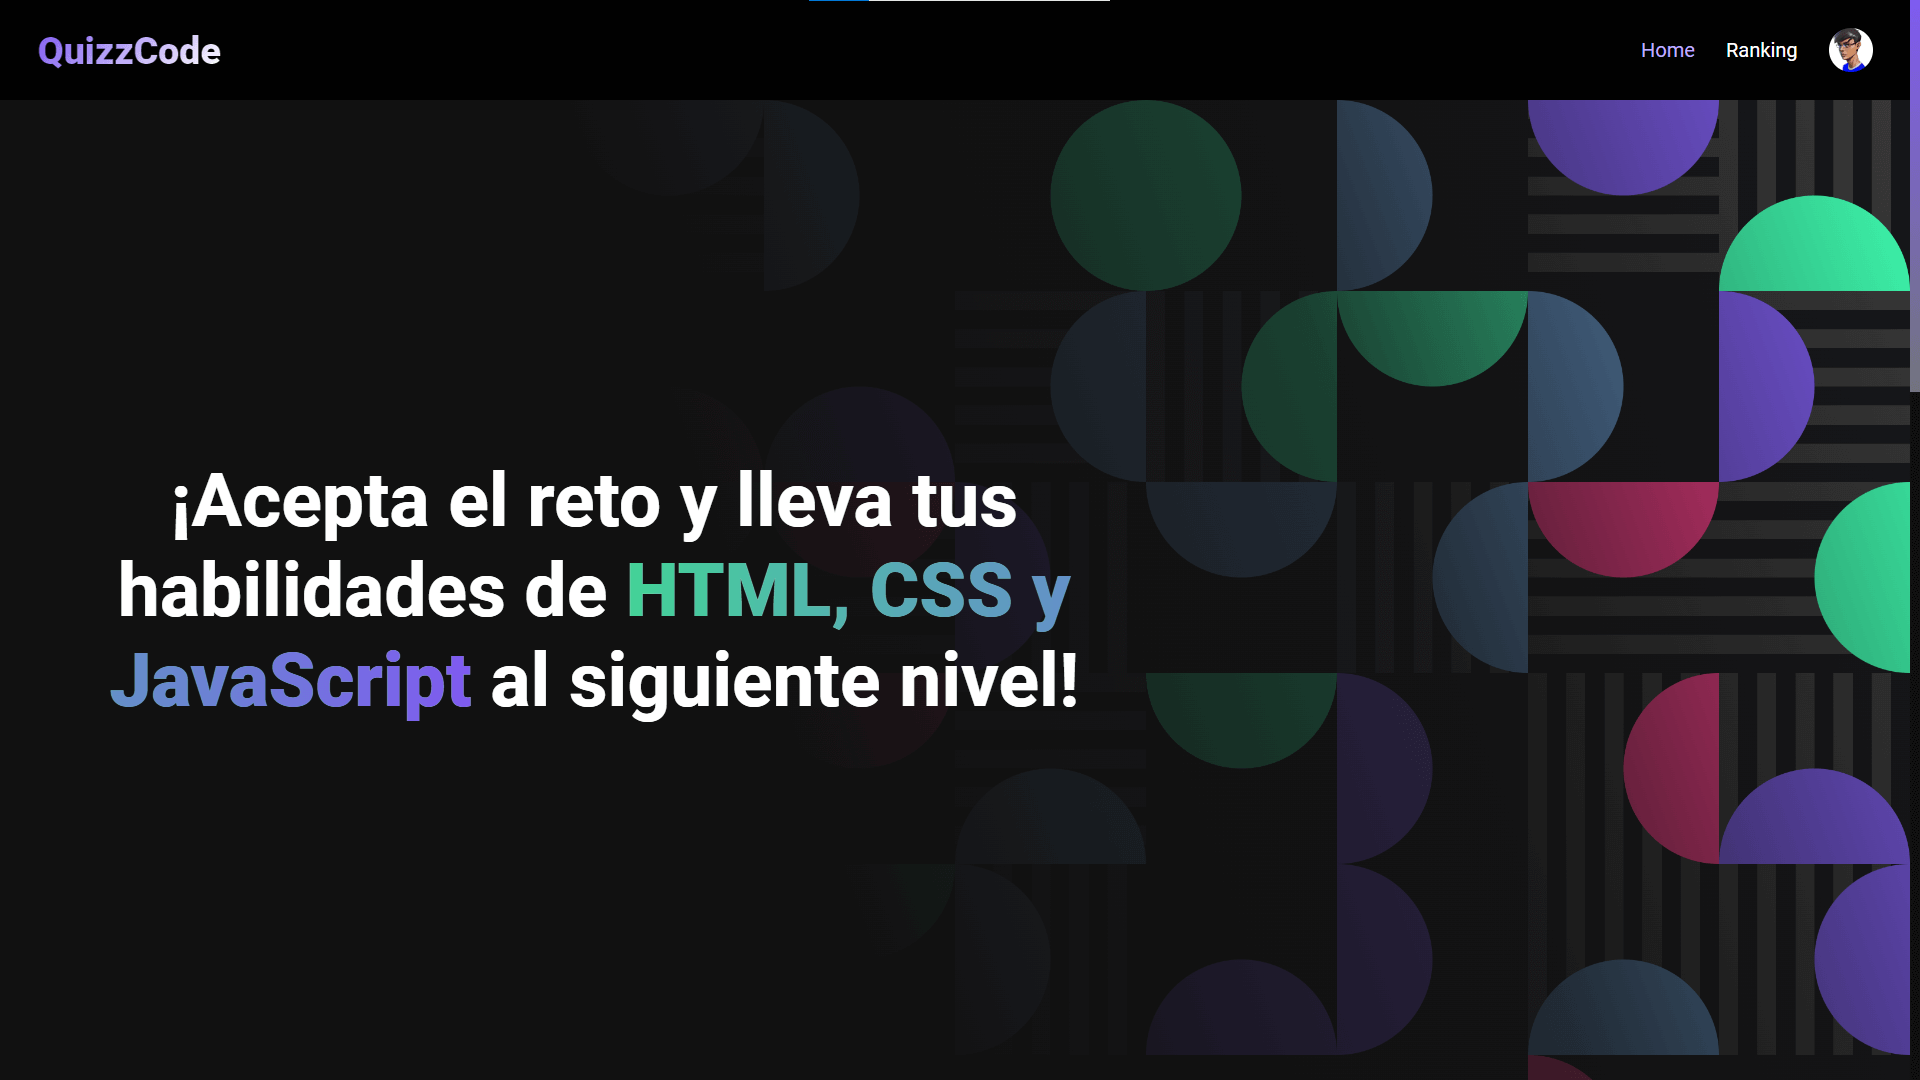 QuizzCode
Home
Ranking
¡Acepta el reto y lleva tus
habilidades de HTML, CSS y
JavaScript al siguiente nivel!